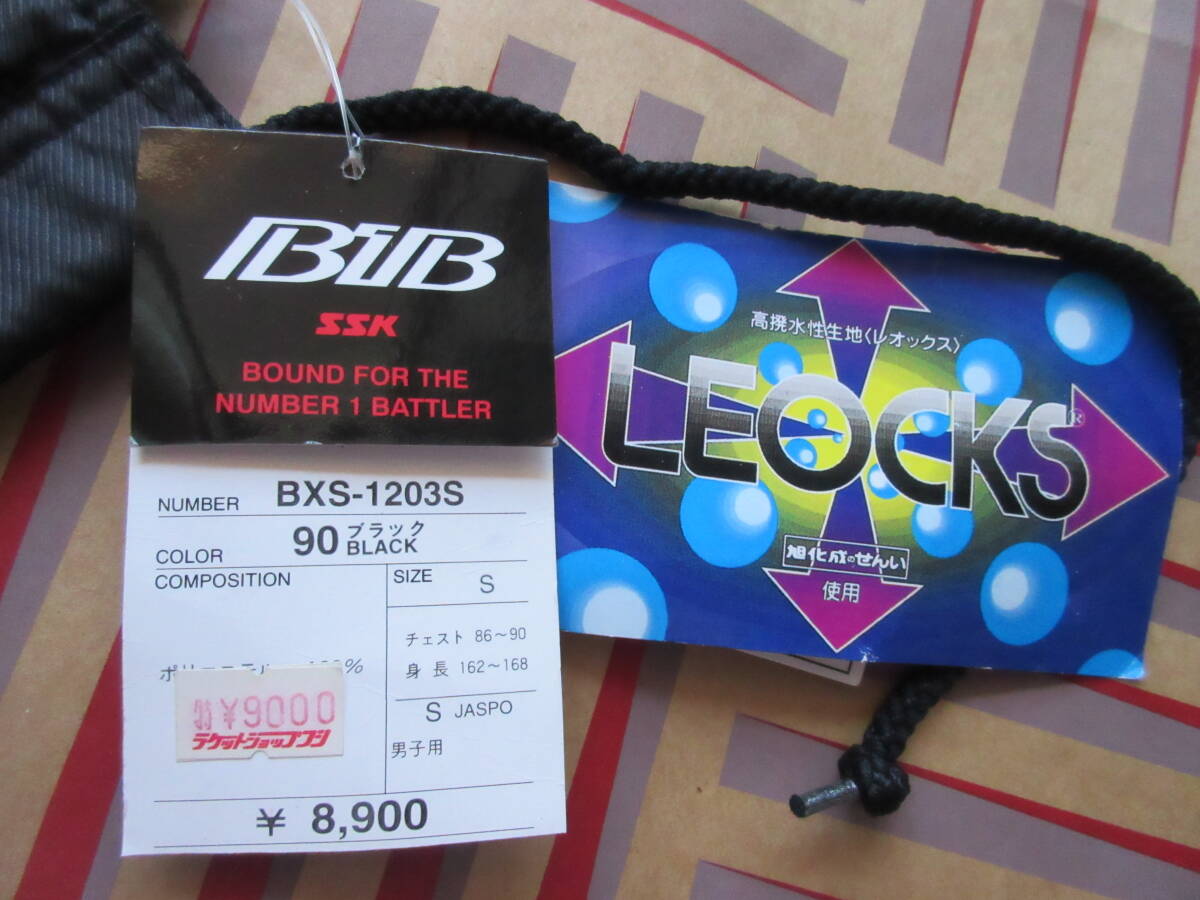 BiB
SSK
BOUND FOR THE
NUMBER 1 BATTLER
NUMBER BXS-1203S
COLOR 90 ブラック
BLACK
COMPOSITION
SIZE S
チェスト 86〜90
身長 162〜168
S JASPO
男子用
%
¥9000
¥ 8,900
高撥水性生地〈レオックス〉
LEOCKS®
旭化成のせんい
使用